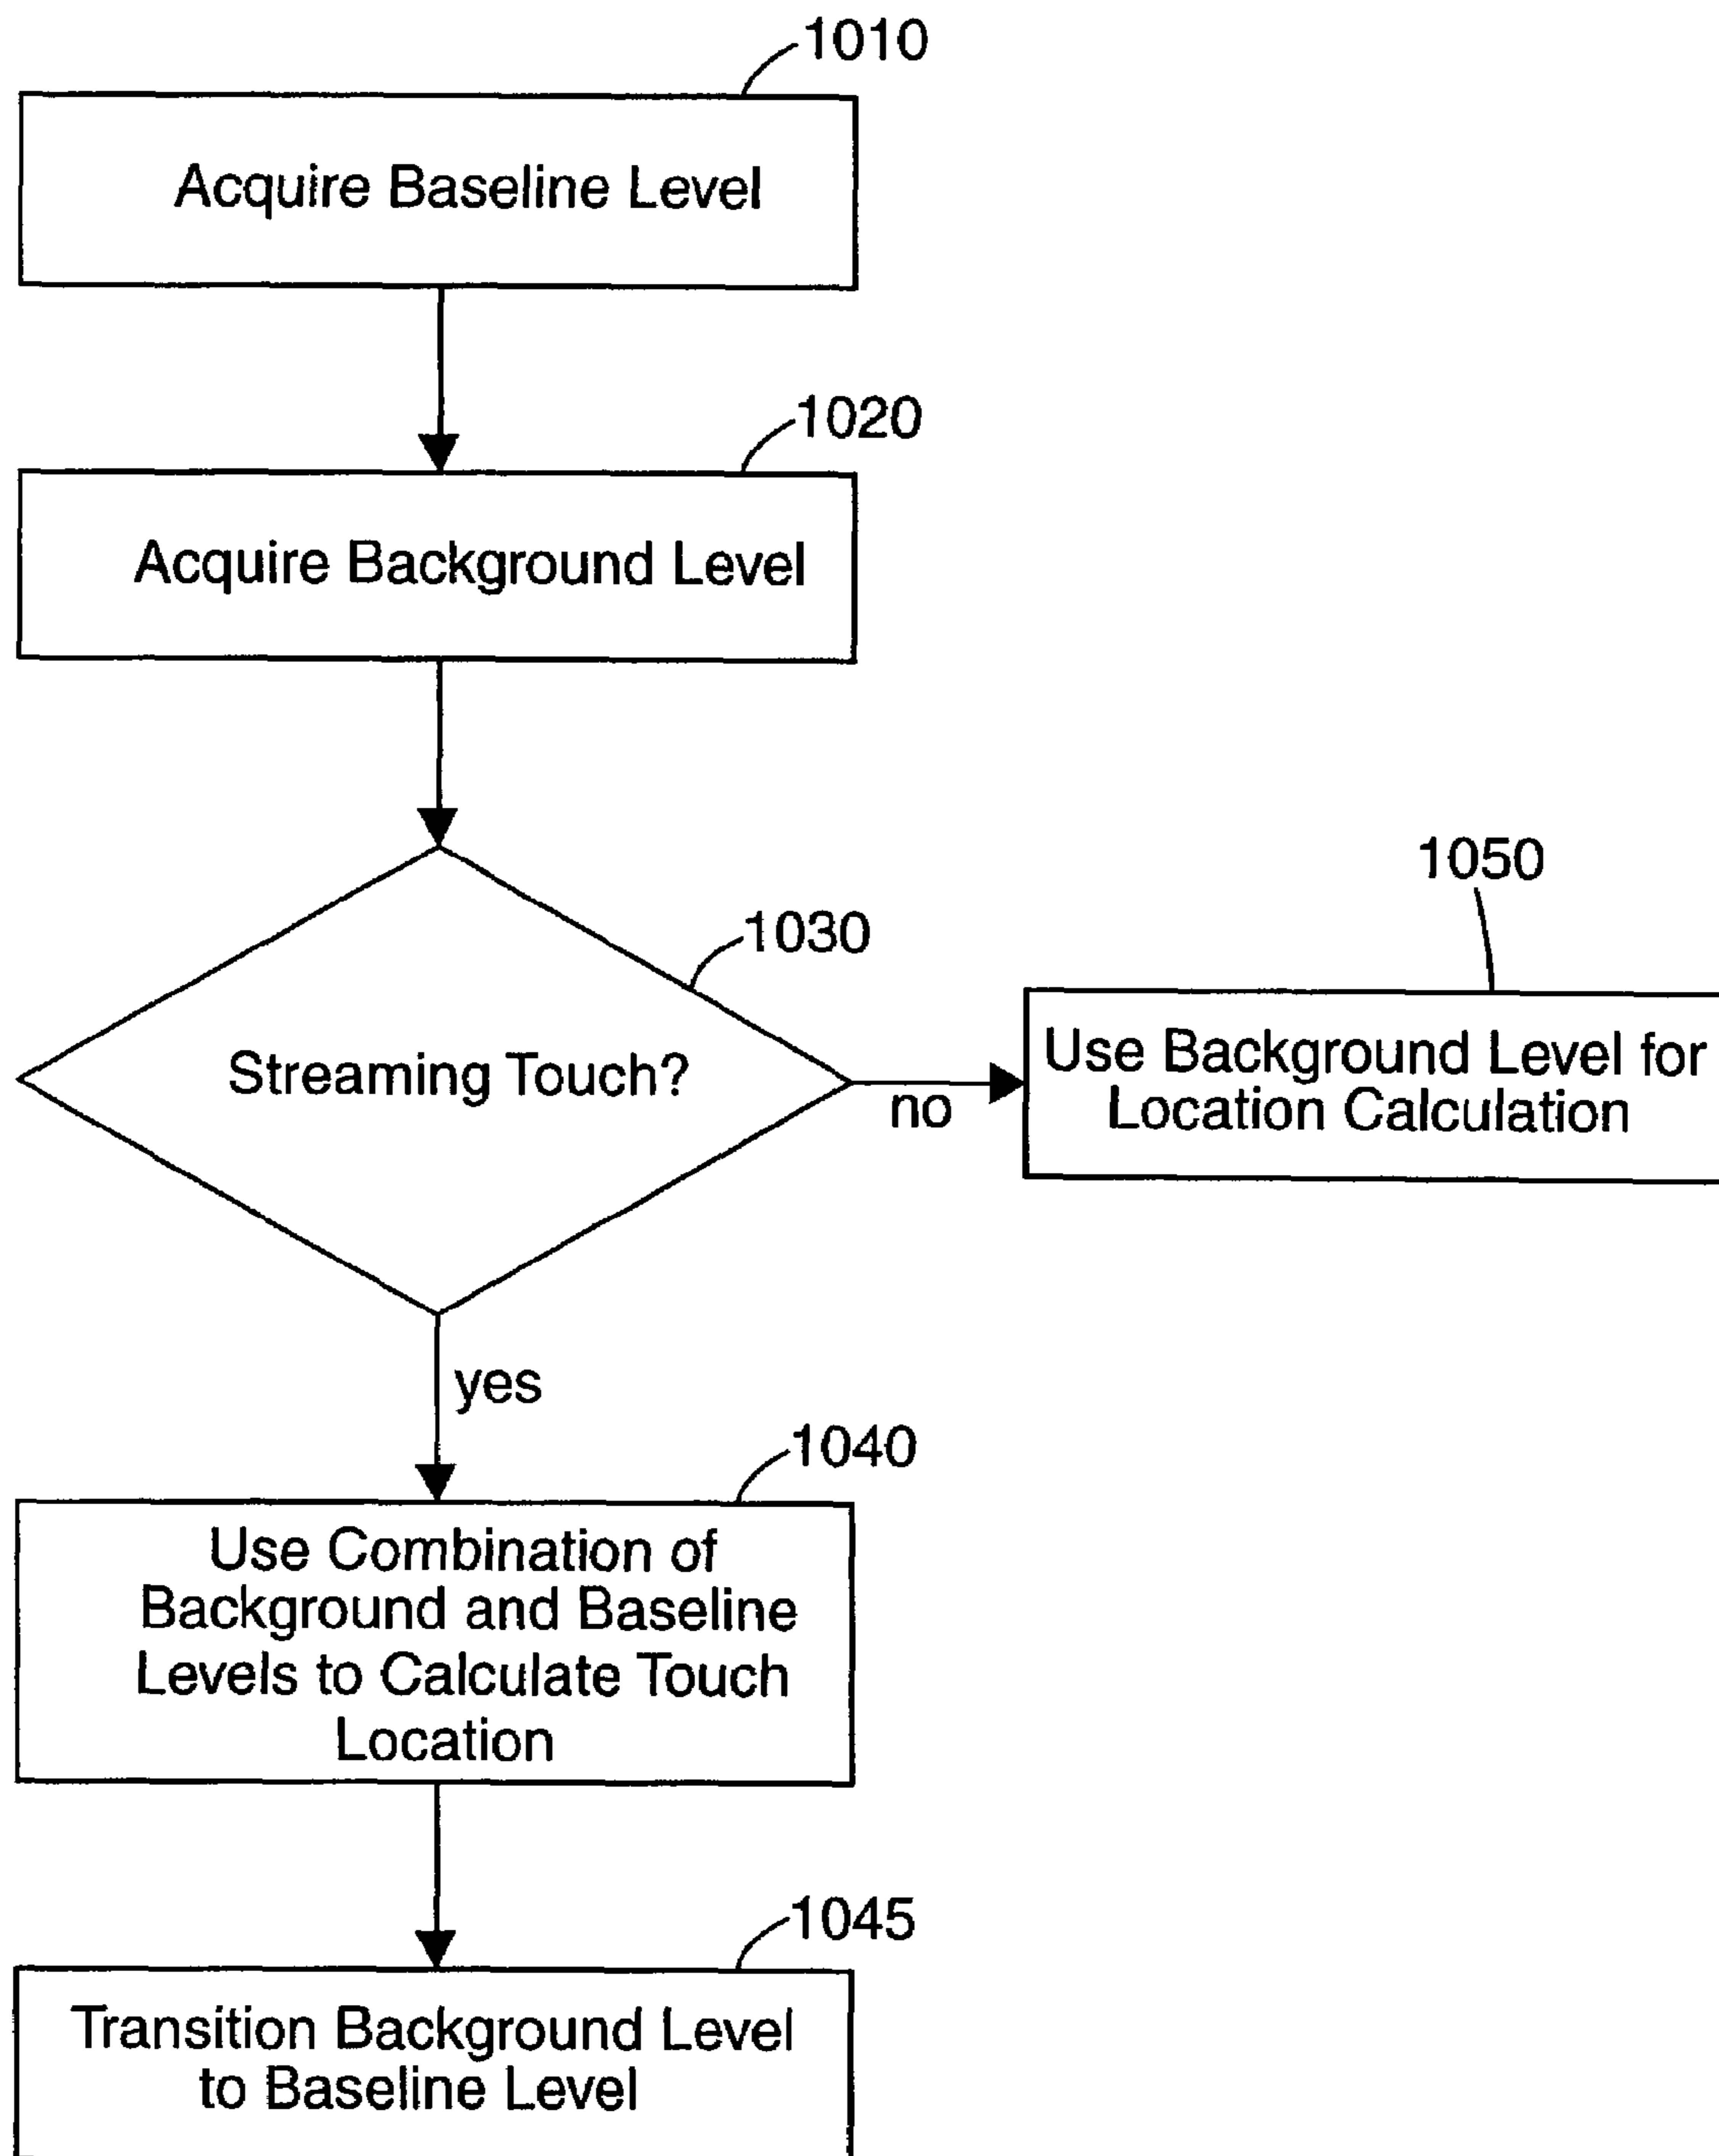 1010
Acquire Baseline Level
1020
Acquire Background Level
1030
Streaming Touch?
1050
Use Background Level for
Location Calculation
no
yes
1040
Use Combination of
Background and Baseline
Levels to Calculate Touch
Location
1045
Transition Background Level
to Baseline Level